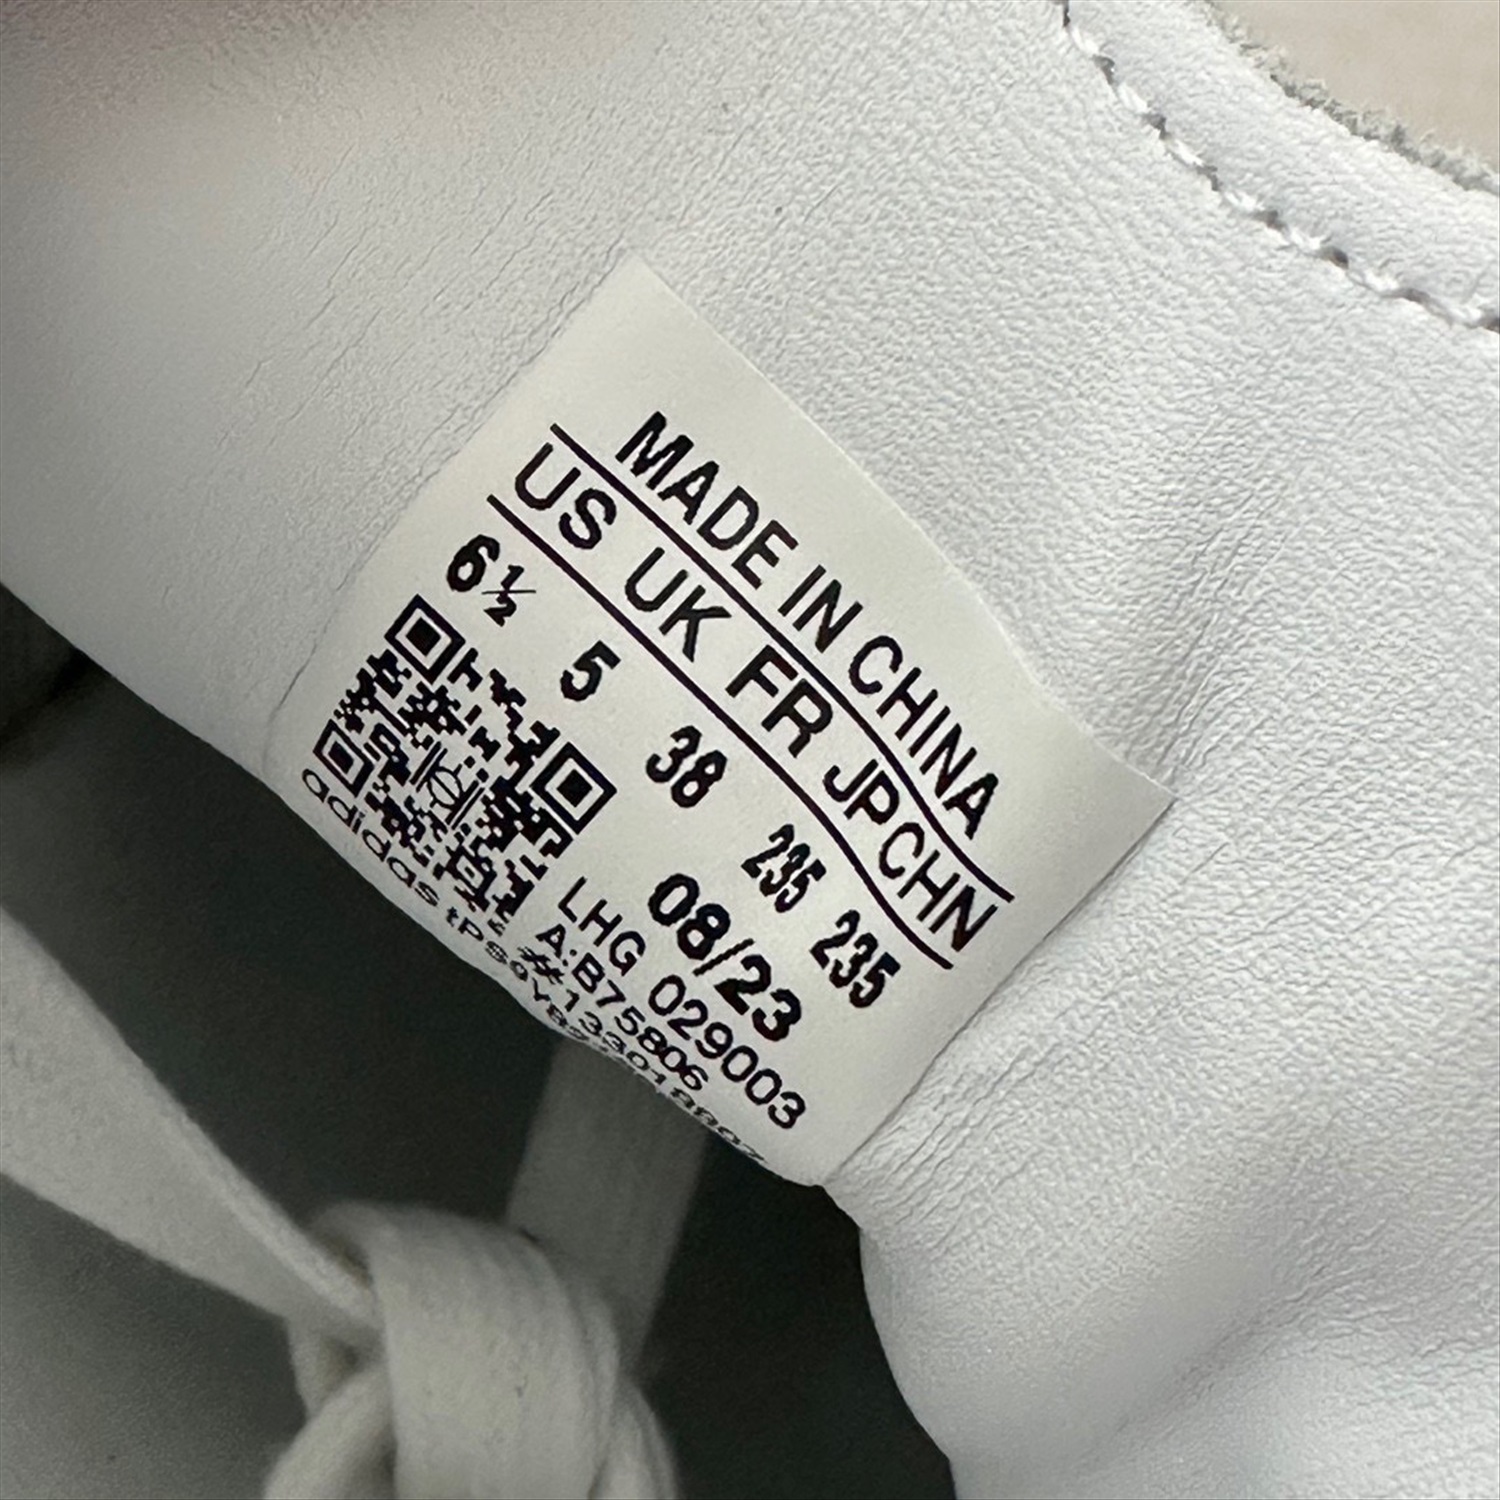 MADE IN CHINA
US UK FR JP CHN
6½ 5 38 235 235
08/23
LHG 029003
A:B75806
adidas